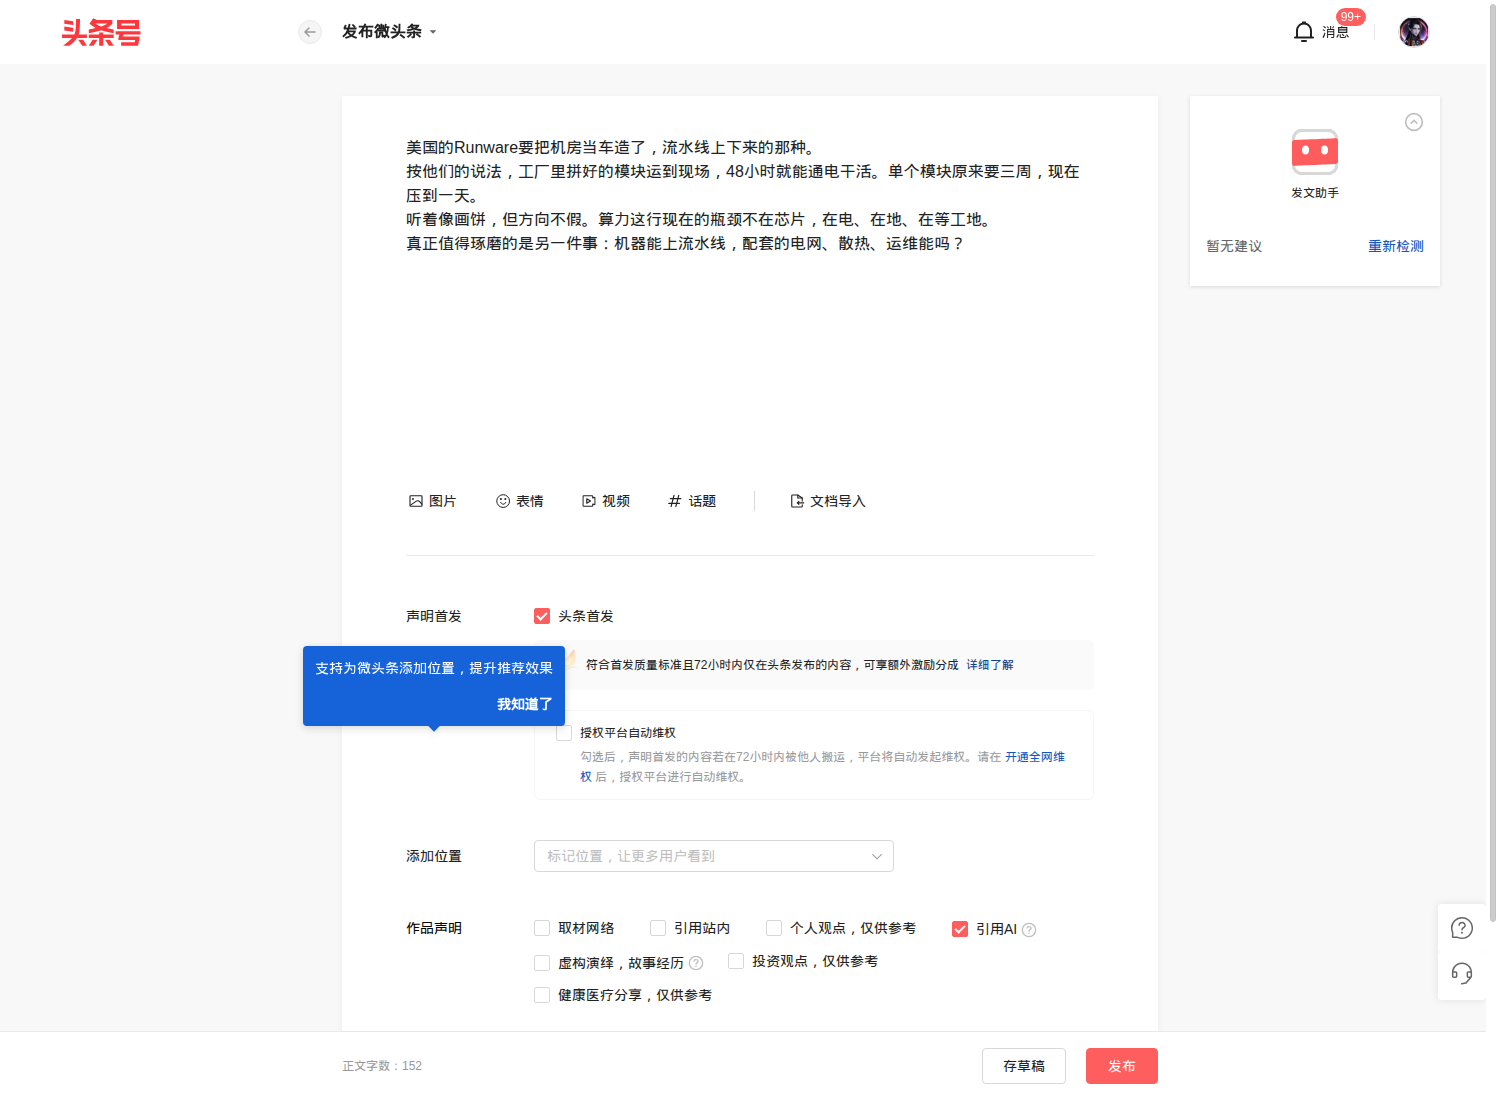 头条号
发布微头条
消息
99+
美国的Runware要把机房当车造了，流水线上下来的那种。
按他们的说法，工厂里拼好的模块运到现场，48小时就能通电干活。单个模块原来要三周，现在
压到一天。
听着像画饼，但方向不假。算力这行现在的瓶颈不在芯片，在电、在地、在等工地。
真正值得琢磨的是另一件事：机器能上流水线，配套的电网、散热、运维能吗？
发文助手
暂无建议
重新检测
图片
表情
视频
话题
文档导入
声明首发
头条首发
支持为微头条添加位置，提升推荐效果
我知道了
符合首发质量标准且72小时内仅在头条发布的内容，可享额外激励分成 详细了解
授权平台自动维权
勾选后，声明首发的内容若在72小时内被他人搬运，平台将自动发起维权。请在 开通全网维
权 后，授权平台进行自动维权。
添加位置
标记位置，让更多用户看到
作品声明
取材网络
引用站内
个人观点，仅供参考
引用AI
虚构演绎，故事经历
投资观点，仅供参考
健康医疗分享，仅供参考
正文字数：152
存草稿
发布